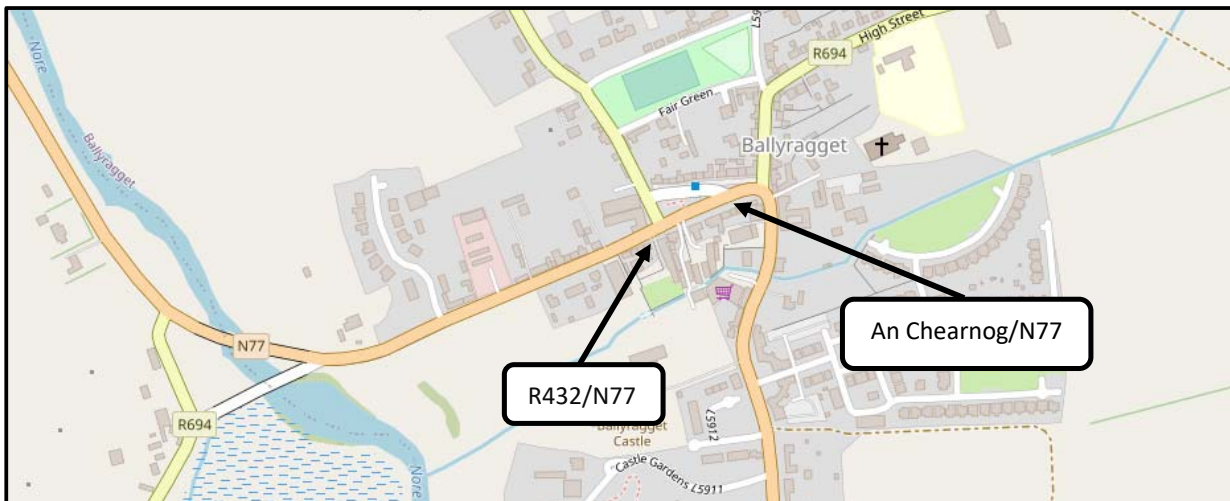 Nore
Ballyragget
N77
R694
L59
High Street
R694
Fair Green
Ballyragget
An Chearnog/N77
R432/N77
Ballyragget
Castle
L5912
Castle Gardens L5911
Nore